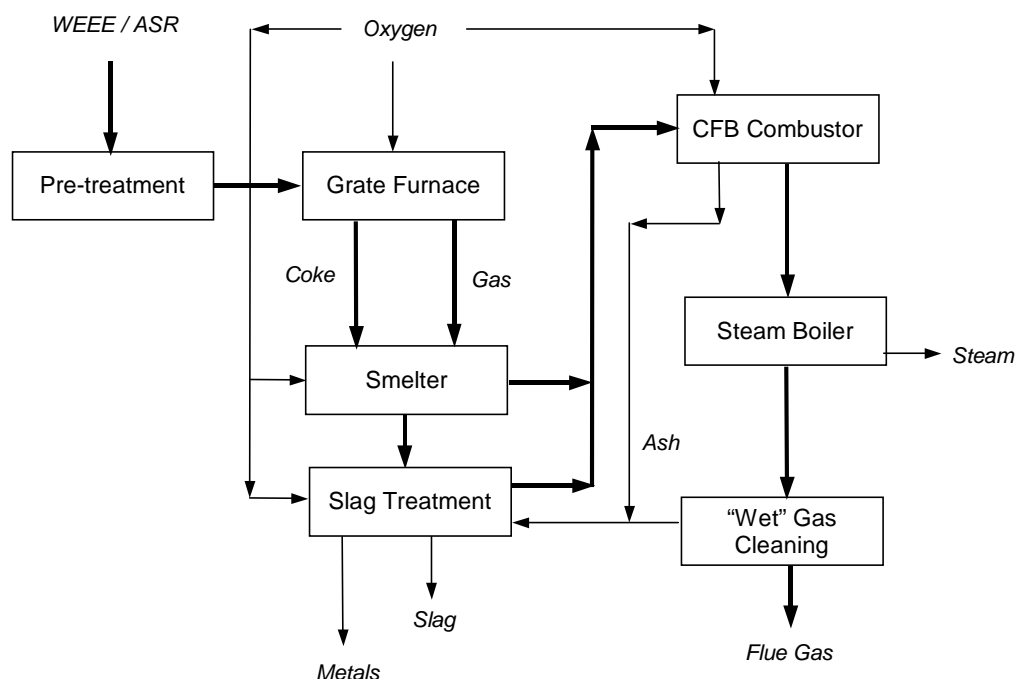 WEEE / ASR
Oxygen
CFB Combustor
Pre-treatment
Grate Furnace
Coke
Gas
Steam Boiler
Steam
Smelter
Ash
Slag Treatment
“Wet” Gas
Cleaning
Slag
Metals
Flue Gas